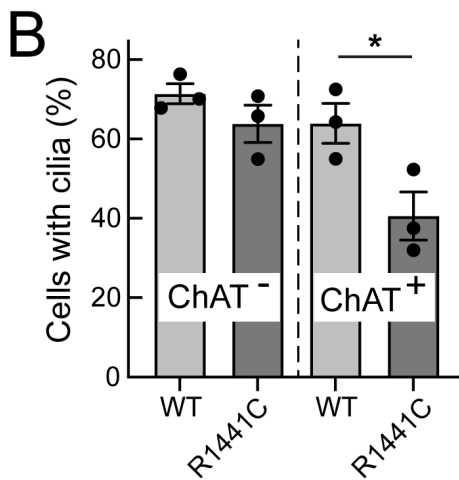 B
Cells with cilia (%)
80
60
40
20
0
*
ChAT -
ChAT +
WT
R1441C
WT
R1441C